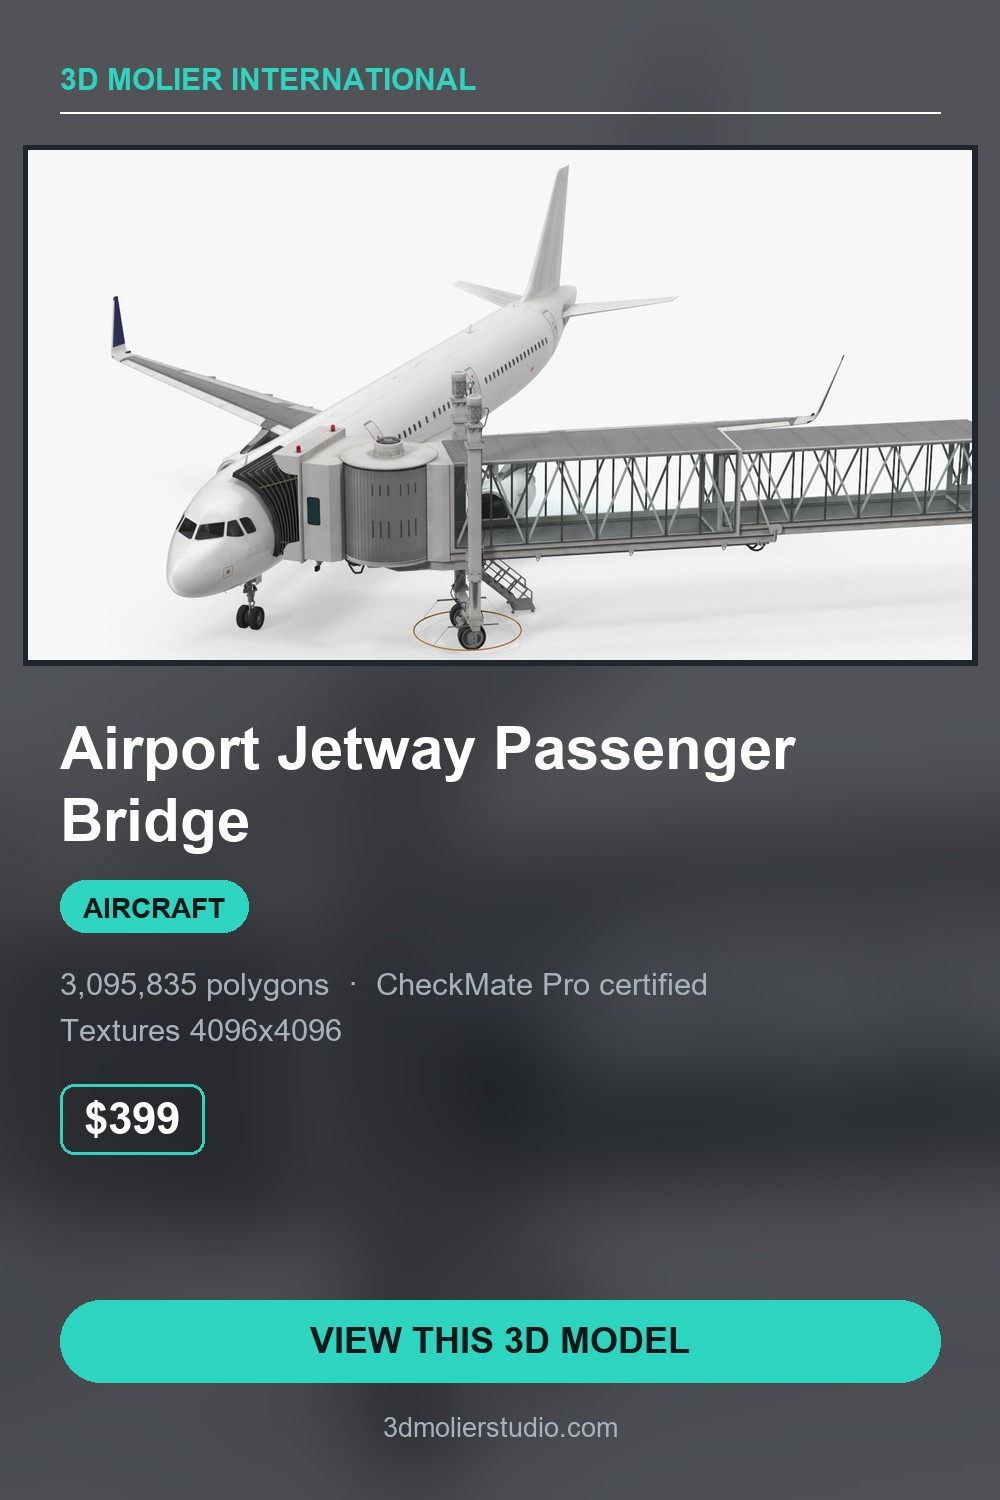 3D MOLIER INTERNATIONAL
Airport Jetway Passenger
Bridge
AIRCRAFT
3,095,835 polygons · CheckMate Pro certified
Textures 4096x4096
$399
VIEW THIS 3D MODEL
3dmolierstudio.com